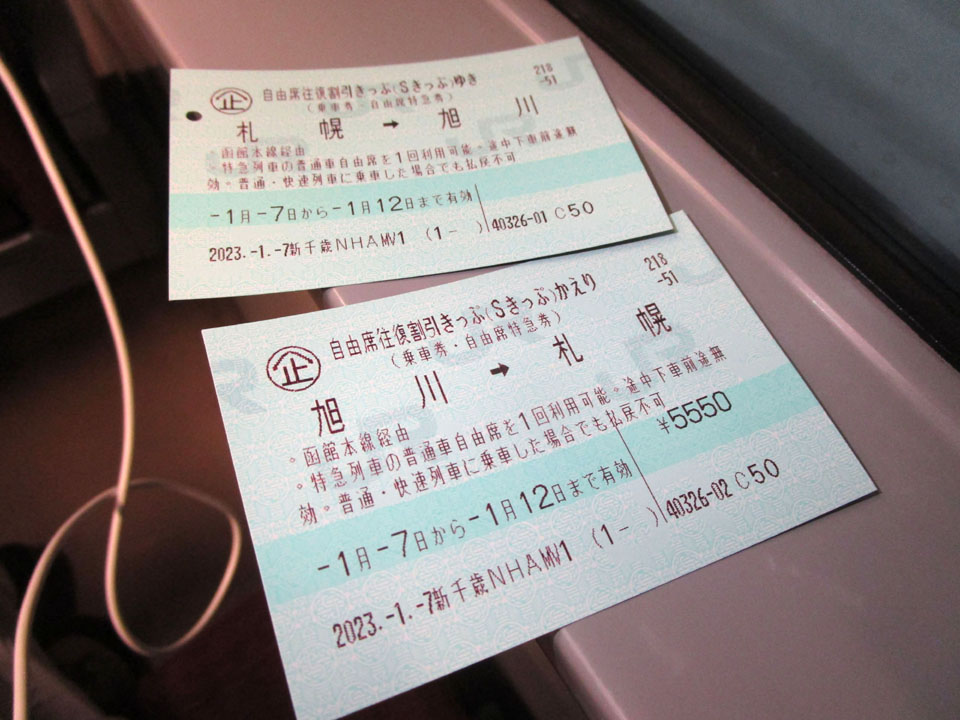 企 自由席往復割引きっぷ(Sきっぷ)ゆき 218
(乗車券・自由席特急券) -51
札 幌 → 旭 川
。函館本線経由
。特急列車の普通車自由席を1回利用可能。途中下車前途無
効。普通・快速列車に乗車した場合でも払戻不可
-1月-7日から-1月12日まで有効
2023.-1.-7新千歳NHAMV1 (1- ) 40326-01 C50
企 自由席往復割引きっぷ(Sきっぷ)かえり 218
(乗車券・自由席特急券) -51
旭 川 → 札 幌
。函館本線経由
。特急列車の普通車自由席を1回利用可能。途中下車前途無
効。普通・快速列車に乗車した場合でも払戻不可
¥5550
-1月-7日から-1月12日まで有効
2023.-1.-7新千歳NHAMV1 (1- ) 40326-02 C50